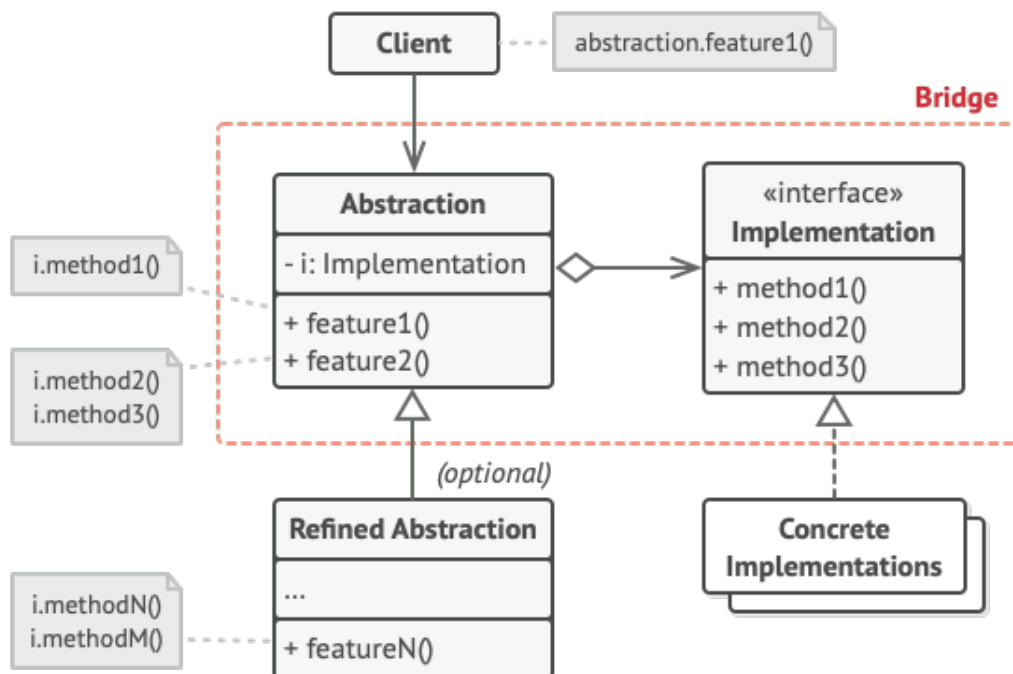 Client
abstraction.feature1()
Bridge
Abstraction
- i: Implementation
+ feature1()
+ feature2()
«interface»
Implementation
+ method1()
+ method2()
+ method3()
i.method1()
i.method2()
i.method3()
(optional)
Refined Abstraction
...
+ featureN()
Concrete
Implementations
i.methodN()
i.methodM()